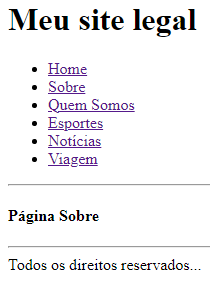 Meu site legal
Home
Sobre
Quem Somos
Esportes
Notícias
Viagem
Página Sobre
Todos os direitos reservados...